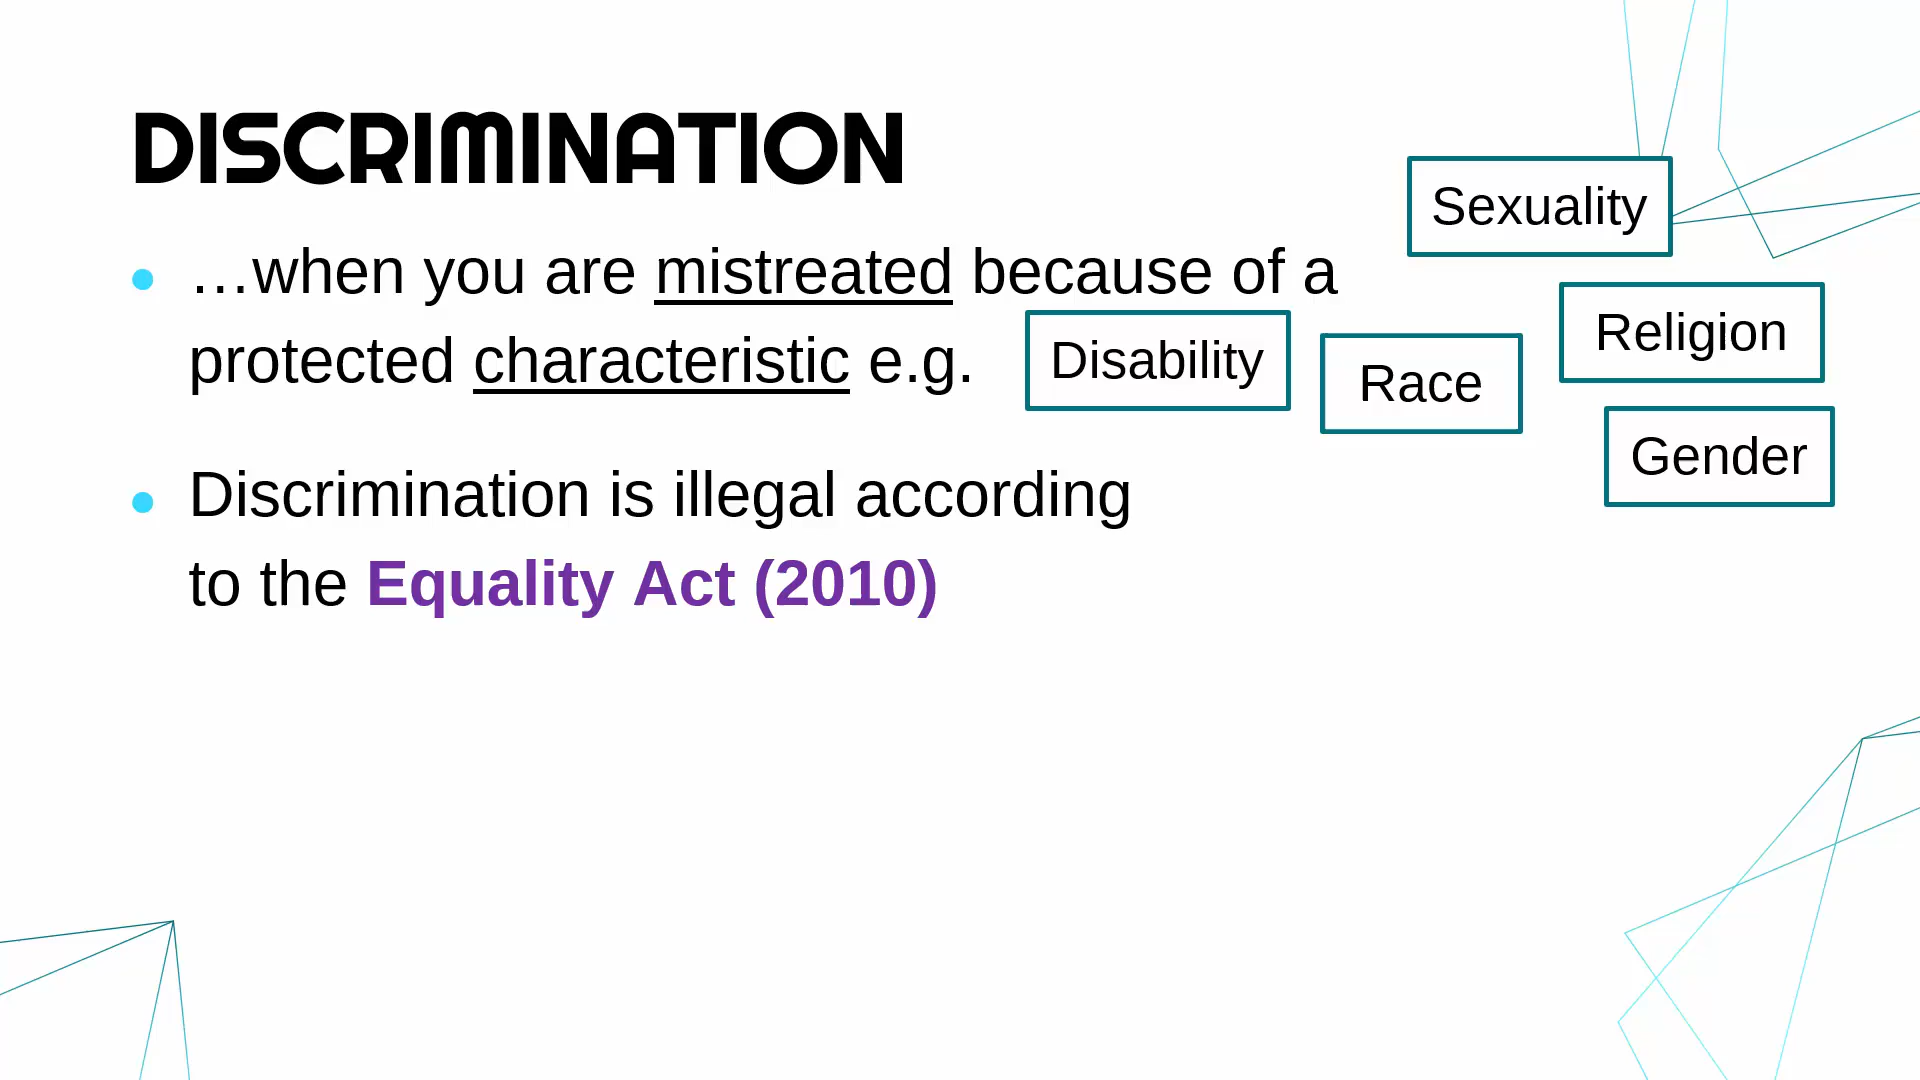 DISCRIMINATION
…when you are mistreated because of a
protected characteristic e.g.
Sexuality
Disability
Race
Religion
Gender
Discrimination is illegal according
to the Equality Act (2010)